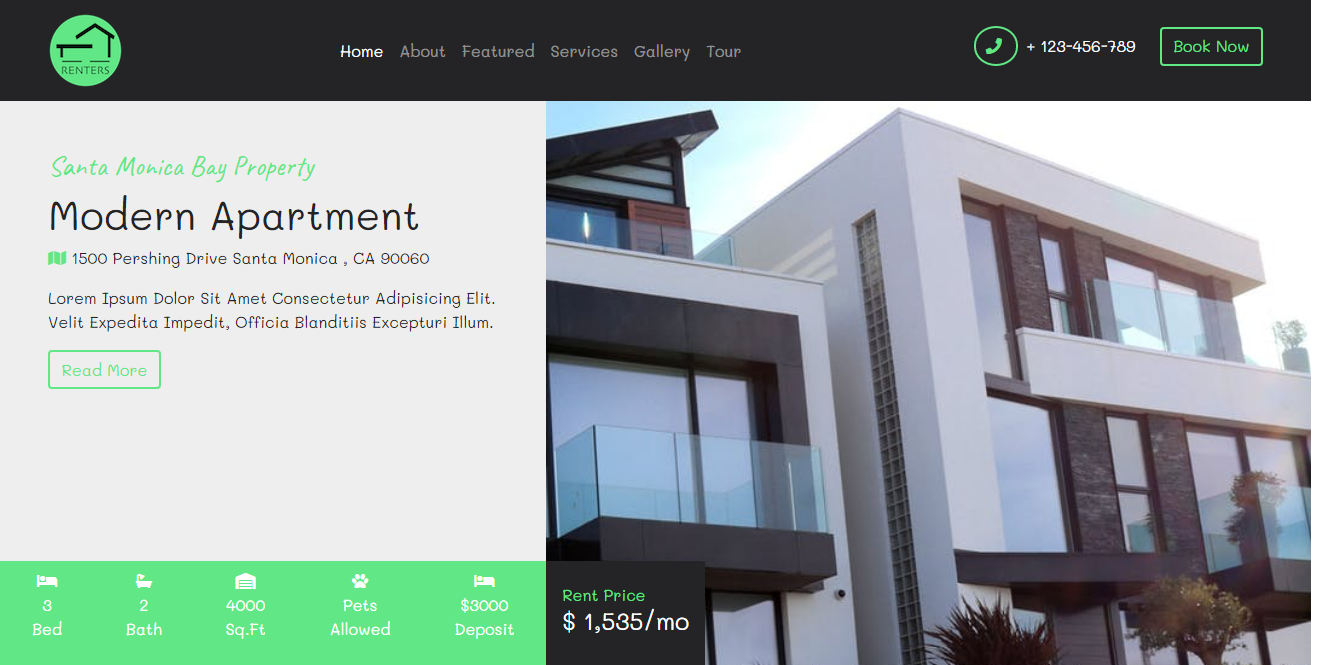 RENTERS
Home About Featured Services Gallery Tour
+ 123-456-789
Book Now
Santa Monica Bay Property
Modern Apartment
1500 Pershing Drive Santa Monica , CA 90060
Lorem Ipsum Dolor Sit Amet Consectetur Adipisicing Elit.
Velit Expedita Impedit, Officia Blanditiis Excepturi Illum.
Read More
3
Bed
2
Bath
4000
Sq.Ft
Pets
Allowed
$3000
Deposit
Rent Price
$ 1,535/mo